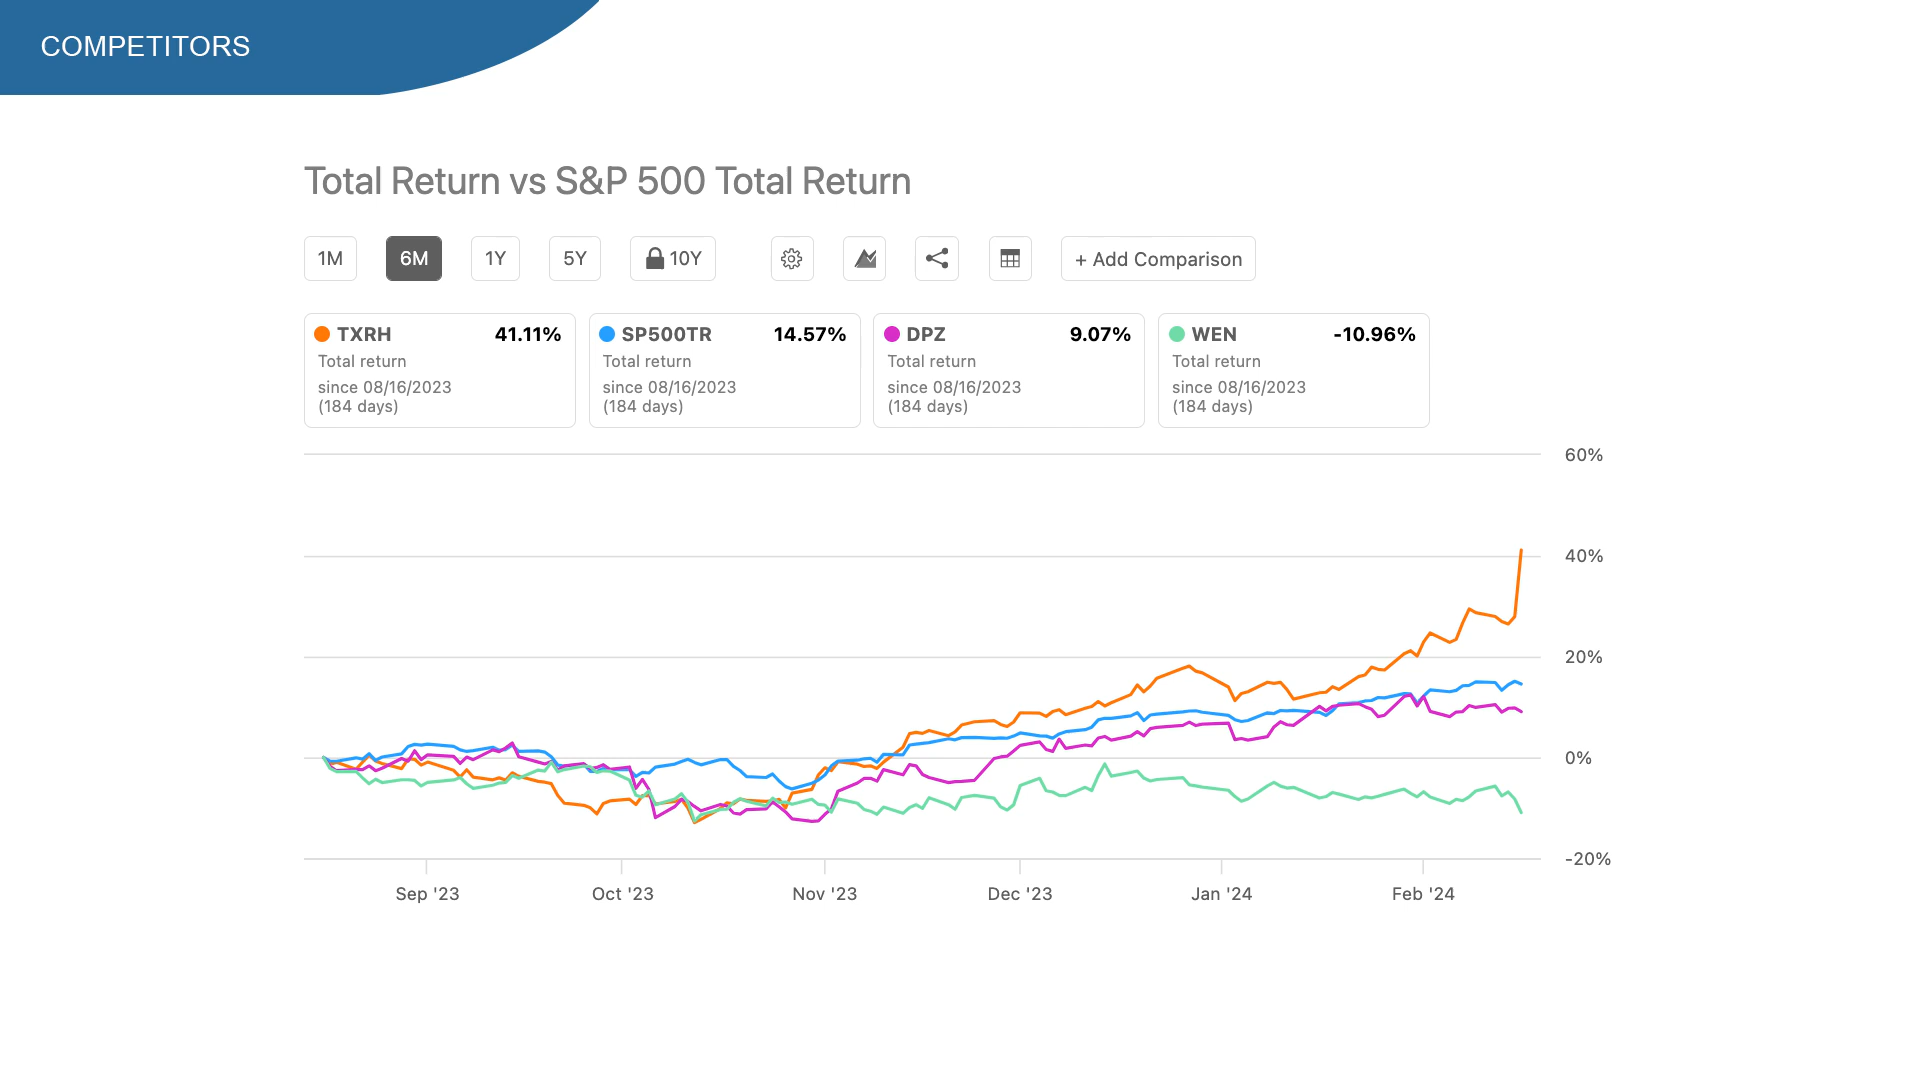 COMPETITORS
Total Return vs S&P 500 Total Return
1M 6M 1Y 5Y 10Y + Add Comparison
TXRH 41.11%
Total return
since 08/16/2023
(184 days)
SP500TR 14.57%
Total return
since 08/16/2023
(184 days)
DPZ 9.07%
Total return
since 08/16/2023
(184 days)
WEN -10.96%
Total return
since 08/16/2023
(184 days)
60%
40%
20%
0%
-20%
Sep '23 Oct '23 Nov '23 Dec '23 Jan '24 Feb '24